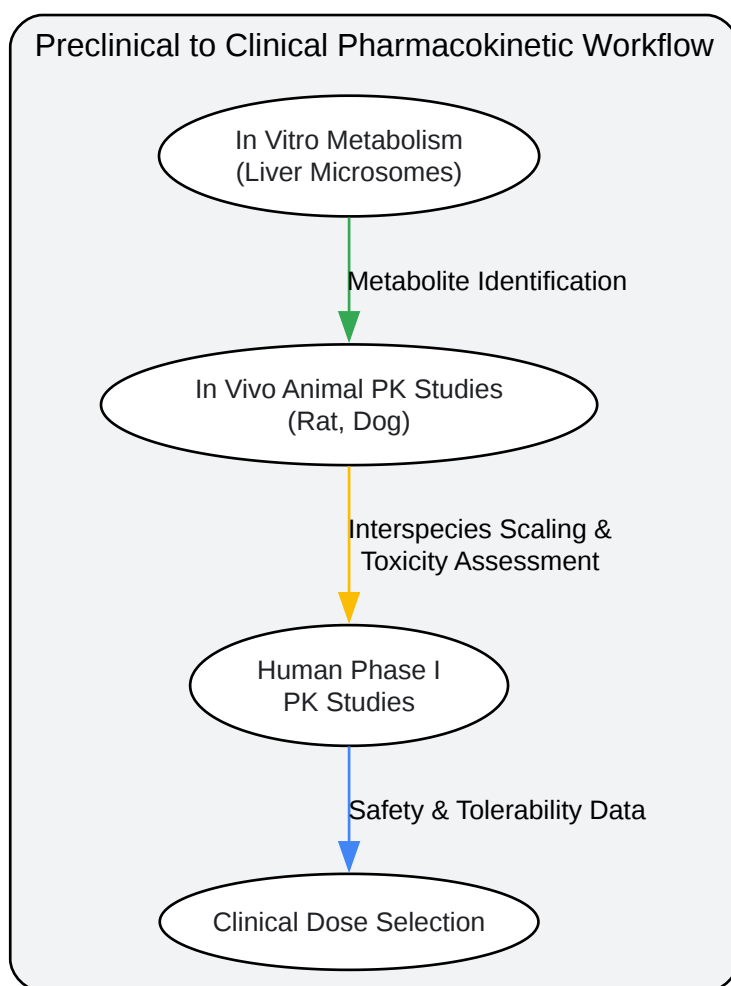 Preclinical to Clinical Pharmacokinetic Workflow
In Vitro Metabolism
(Liver Microsomes)
Metabolite Identification
In Vivo Animal PK Studies
(Rat, Dog)
Interspecies Scaling &
Toxicity Assessment
Human Phase I
PK Studies
Safety & Tolerability Data
Clinical Dose Selection